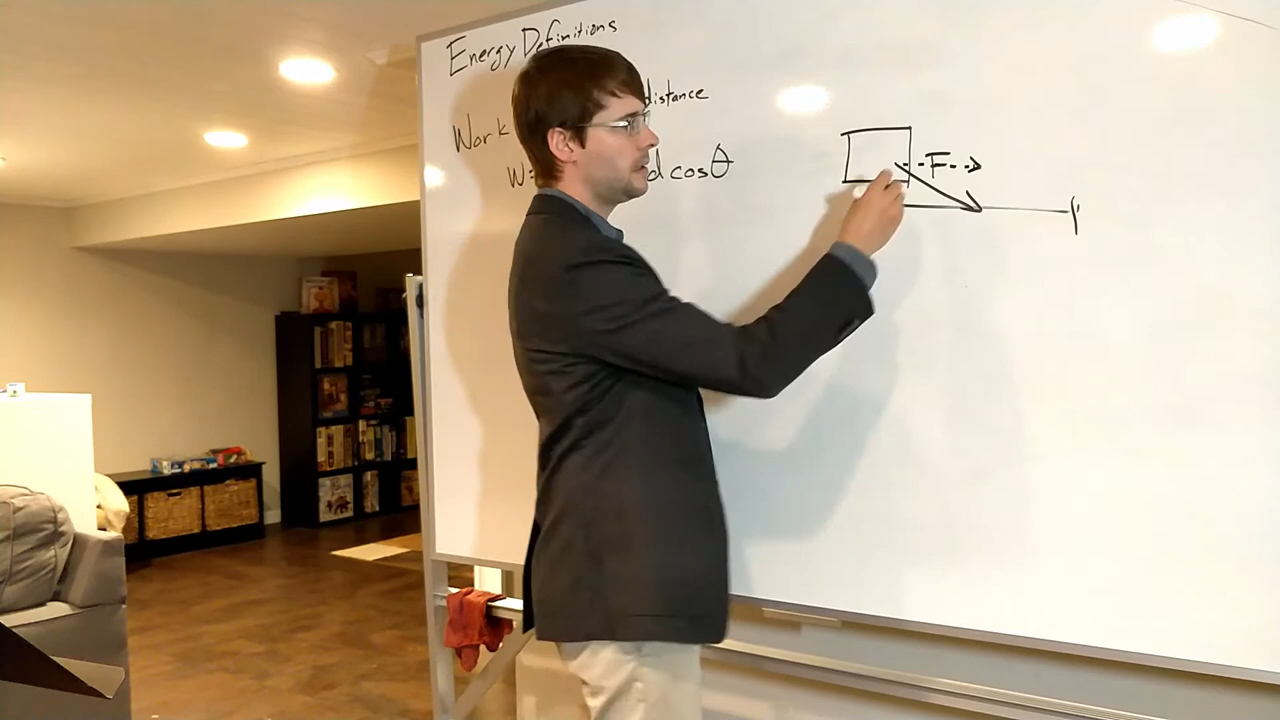 Energy Definitions
Work distance
W= d cosθ
F